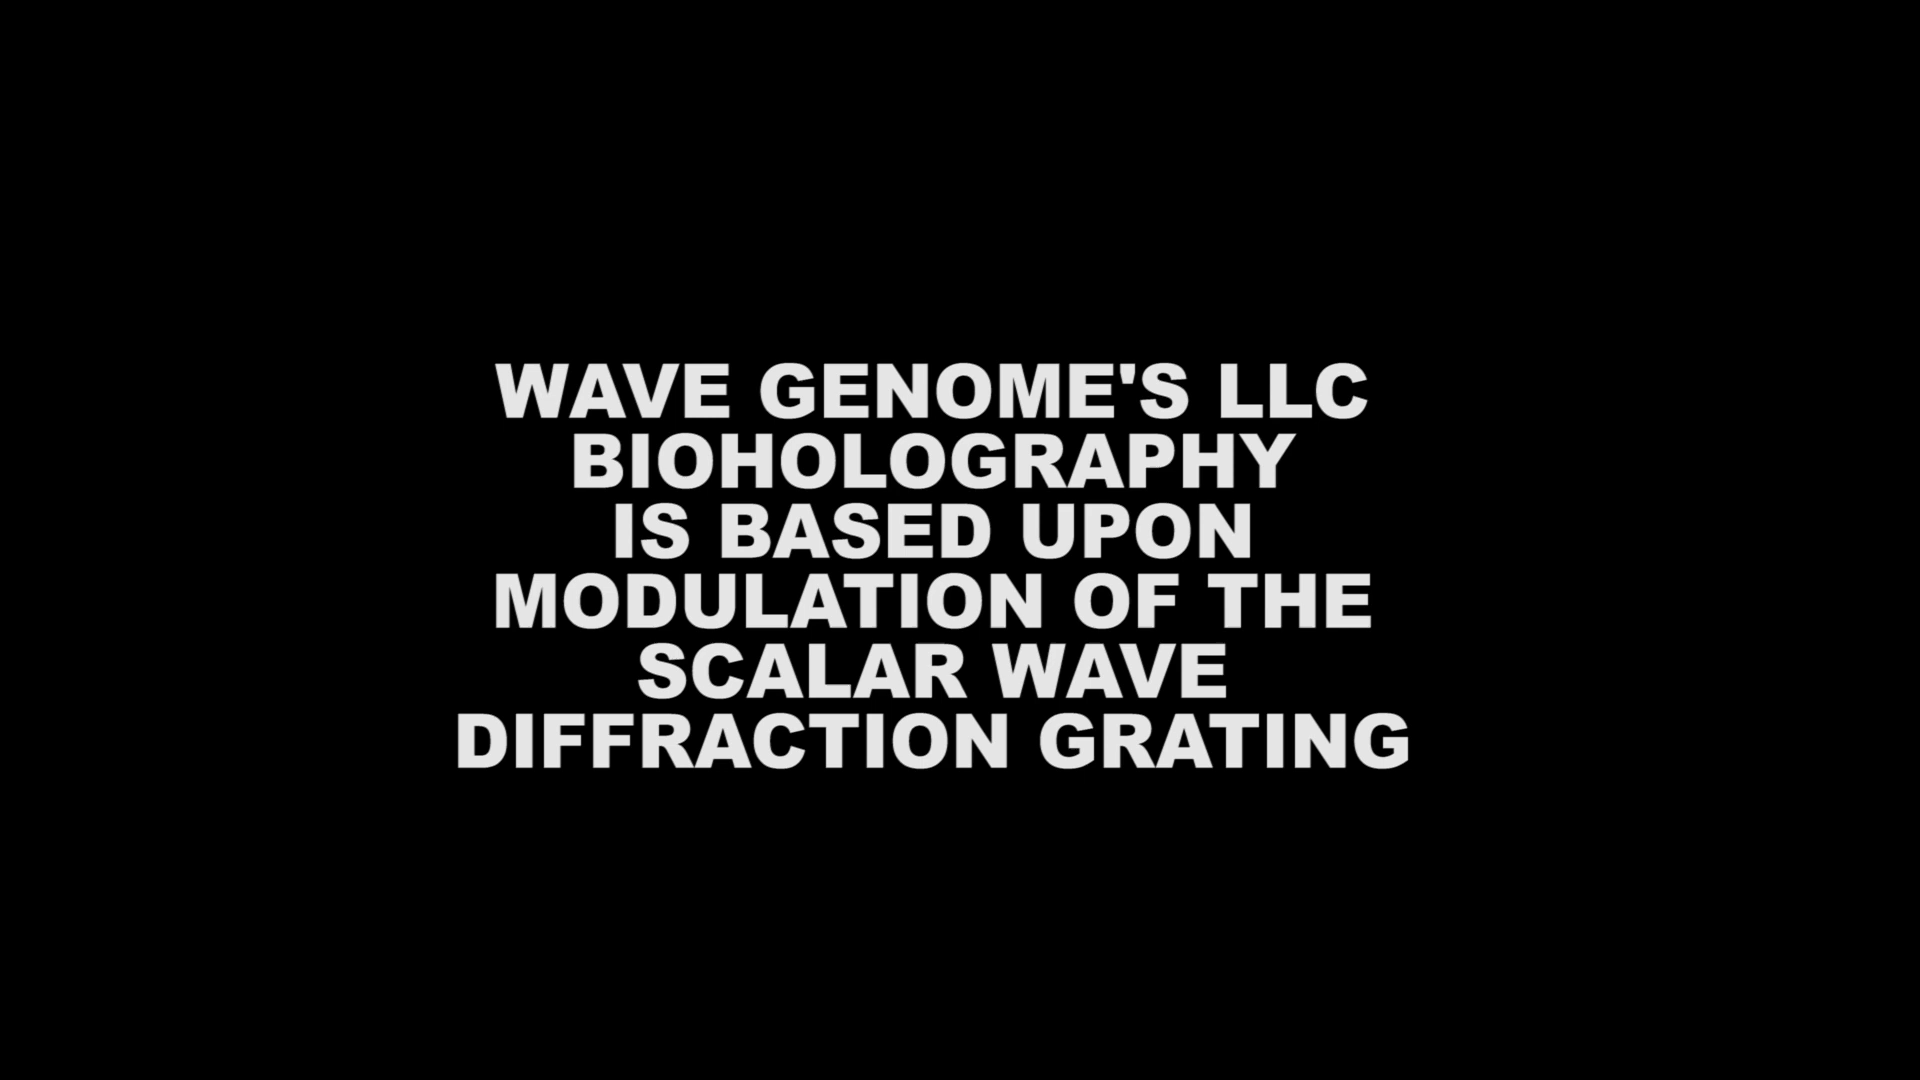 WAVE GENOME'S LLC
BIOHOLOGRAPHY
IS BASED UPON
MODULATION OF THE
SCALAR WAVE
DIFFRACTION GRATING